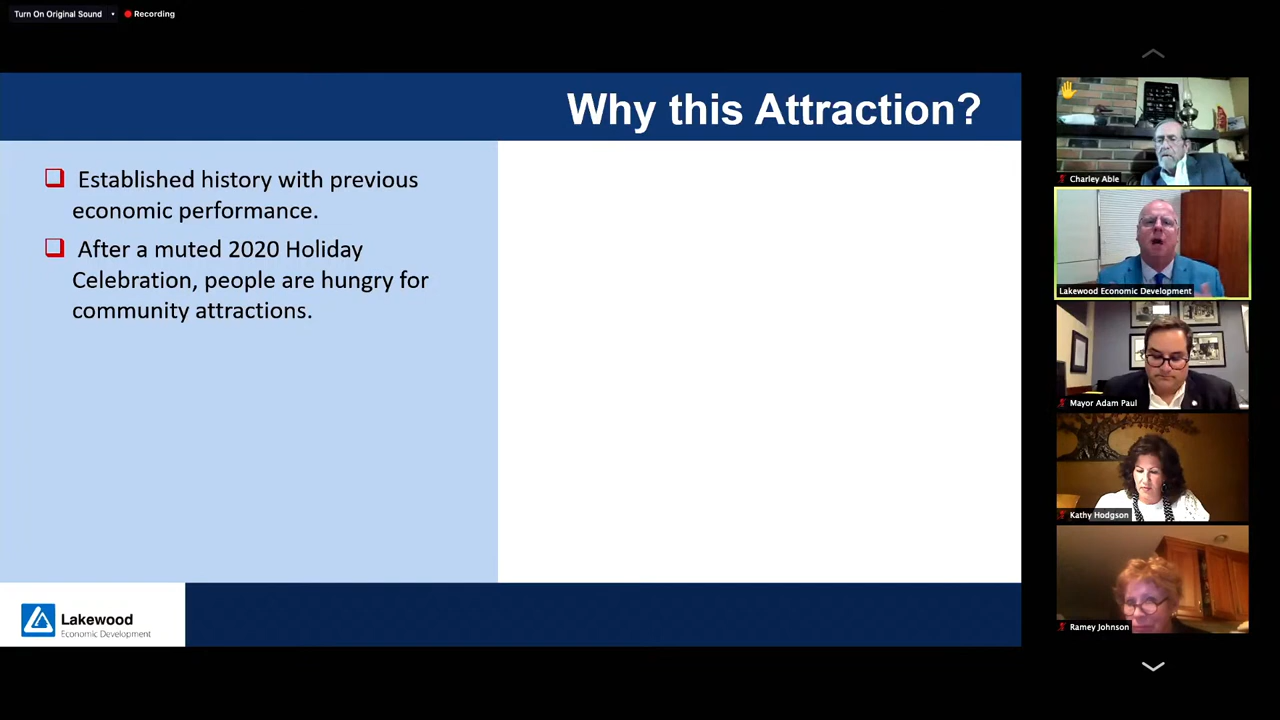 Turn On Original Sound
Recording
Why this Attraction?
Established history with previous
economic performance.
After a muted 2020 Holiday
Celebration, people are hungry for
community attractions.
Lakewood
Economic Development
Charley Able
Lakewood Economic Development
Mayor Adam Paul
Kathy Hodgson
Ramey Johnson